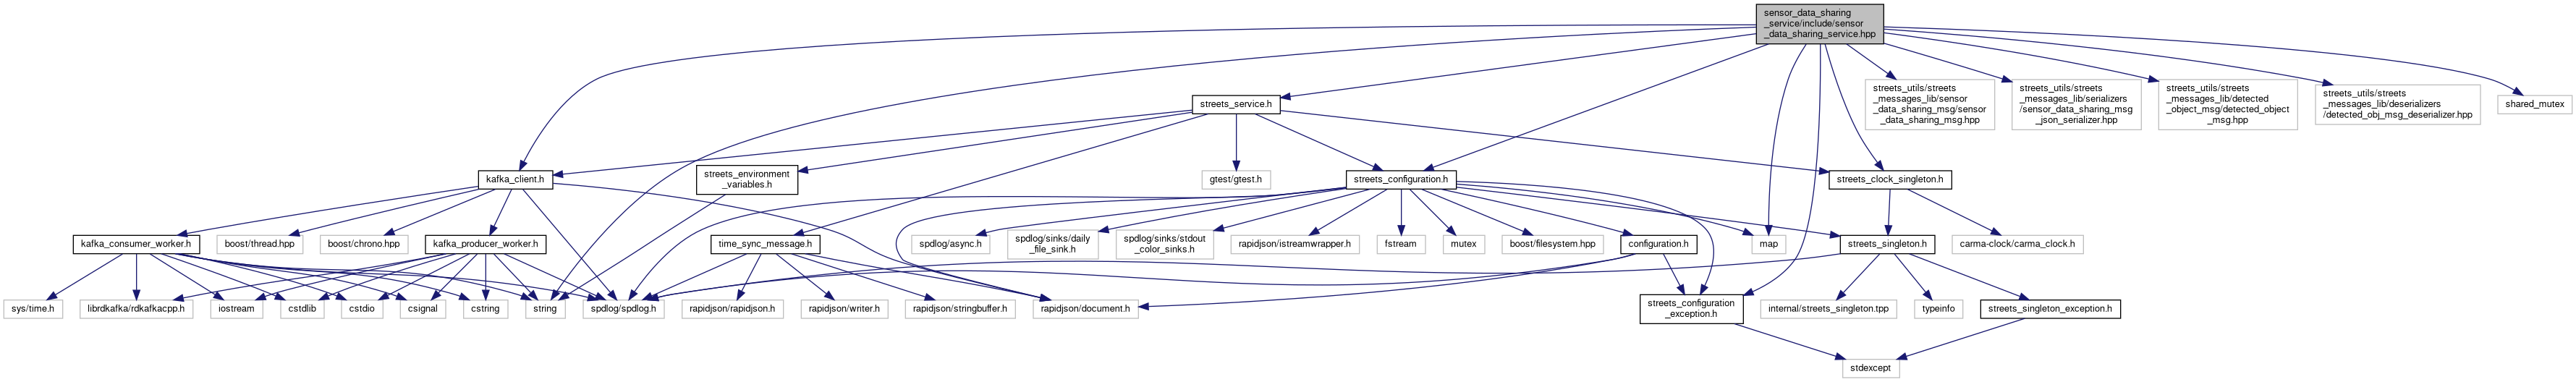 sensor_data_sharing
_service/include/sensor
_data_sharing_service.hpp
streets_service.h
streets_utils/streets
_messages_lib/sensor
_data_sharing_msg/sensor
_data_sharing_msg.hpp
streets_utils/streets
_messages_lib/serializers
/sensor_data_sharing_msg
_json_serializer.hpp
streets_utils/streets
_messages_lib/detected
_object_msg/detected_object
_msg.hpp
streets_utils/streets
_messages_lib/deserializers
/detected_obj_msg_deserializer.hpp
shared_mutex
kafka_client.h
streets_environment
_variables.h
gtest/gtest.h
streets_configuration.h
streets_clock_singleton.h
kafka_consumer_worker.h
boost/thread.hpp
boost/chrono.hpp
kafka_producer_worker.h
time_sync_message.h
spdlog/async.h
spdlog/sinks/daily
_file_sink.h
spdlog/sinks/stdout
_color_sinks.h
rapidjson/istreamwrapper.h
fstream
mutex
boost/filesystem.hpp
configuration.h
map
streets_singleton.h
carma-clock/carma_clock.h
sys/time.h
librdkafka/rdkafkacpp.h
iostream
cstdlib
cstdio
csignal
cstring
string
spdlog/spdlog.h
rapidjson/rapidjson.h
rapidjson/writer.h
rapidjson/stringbuffer.h
rapidjson/document.h
streets_configuration
_exception.h
internal/streets_singleton.tpp
typeinfo
streets_singleton_exception.h
stdexcept